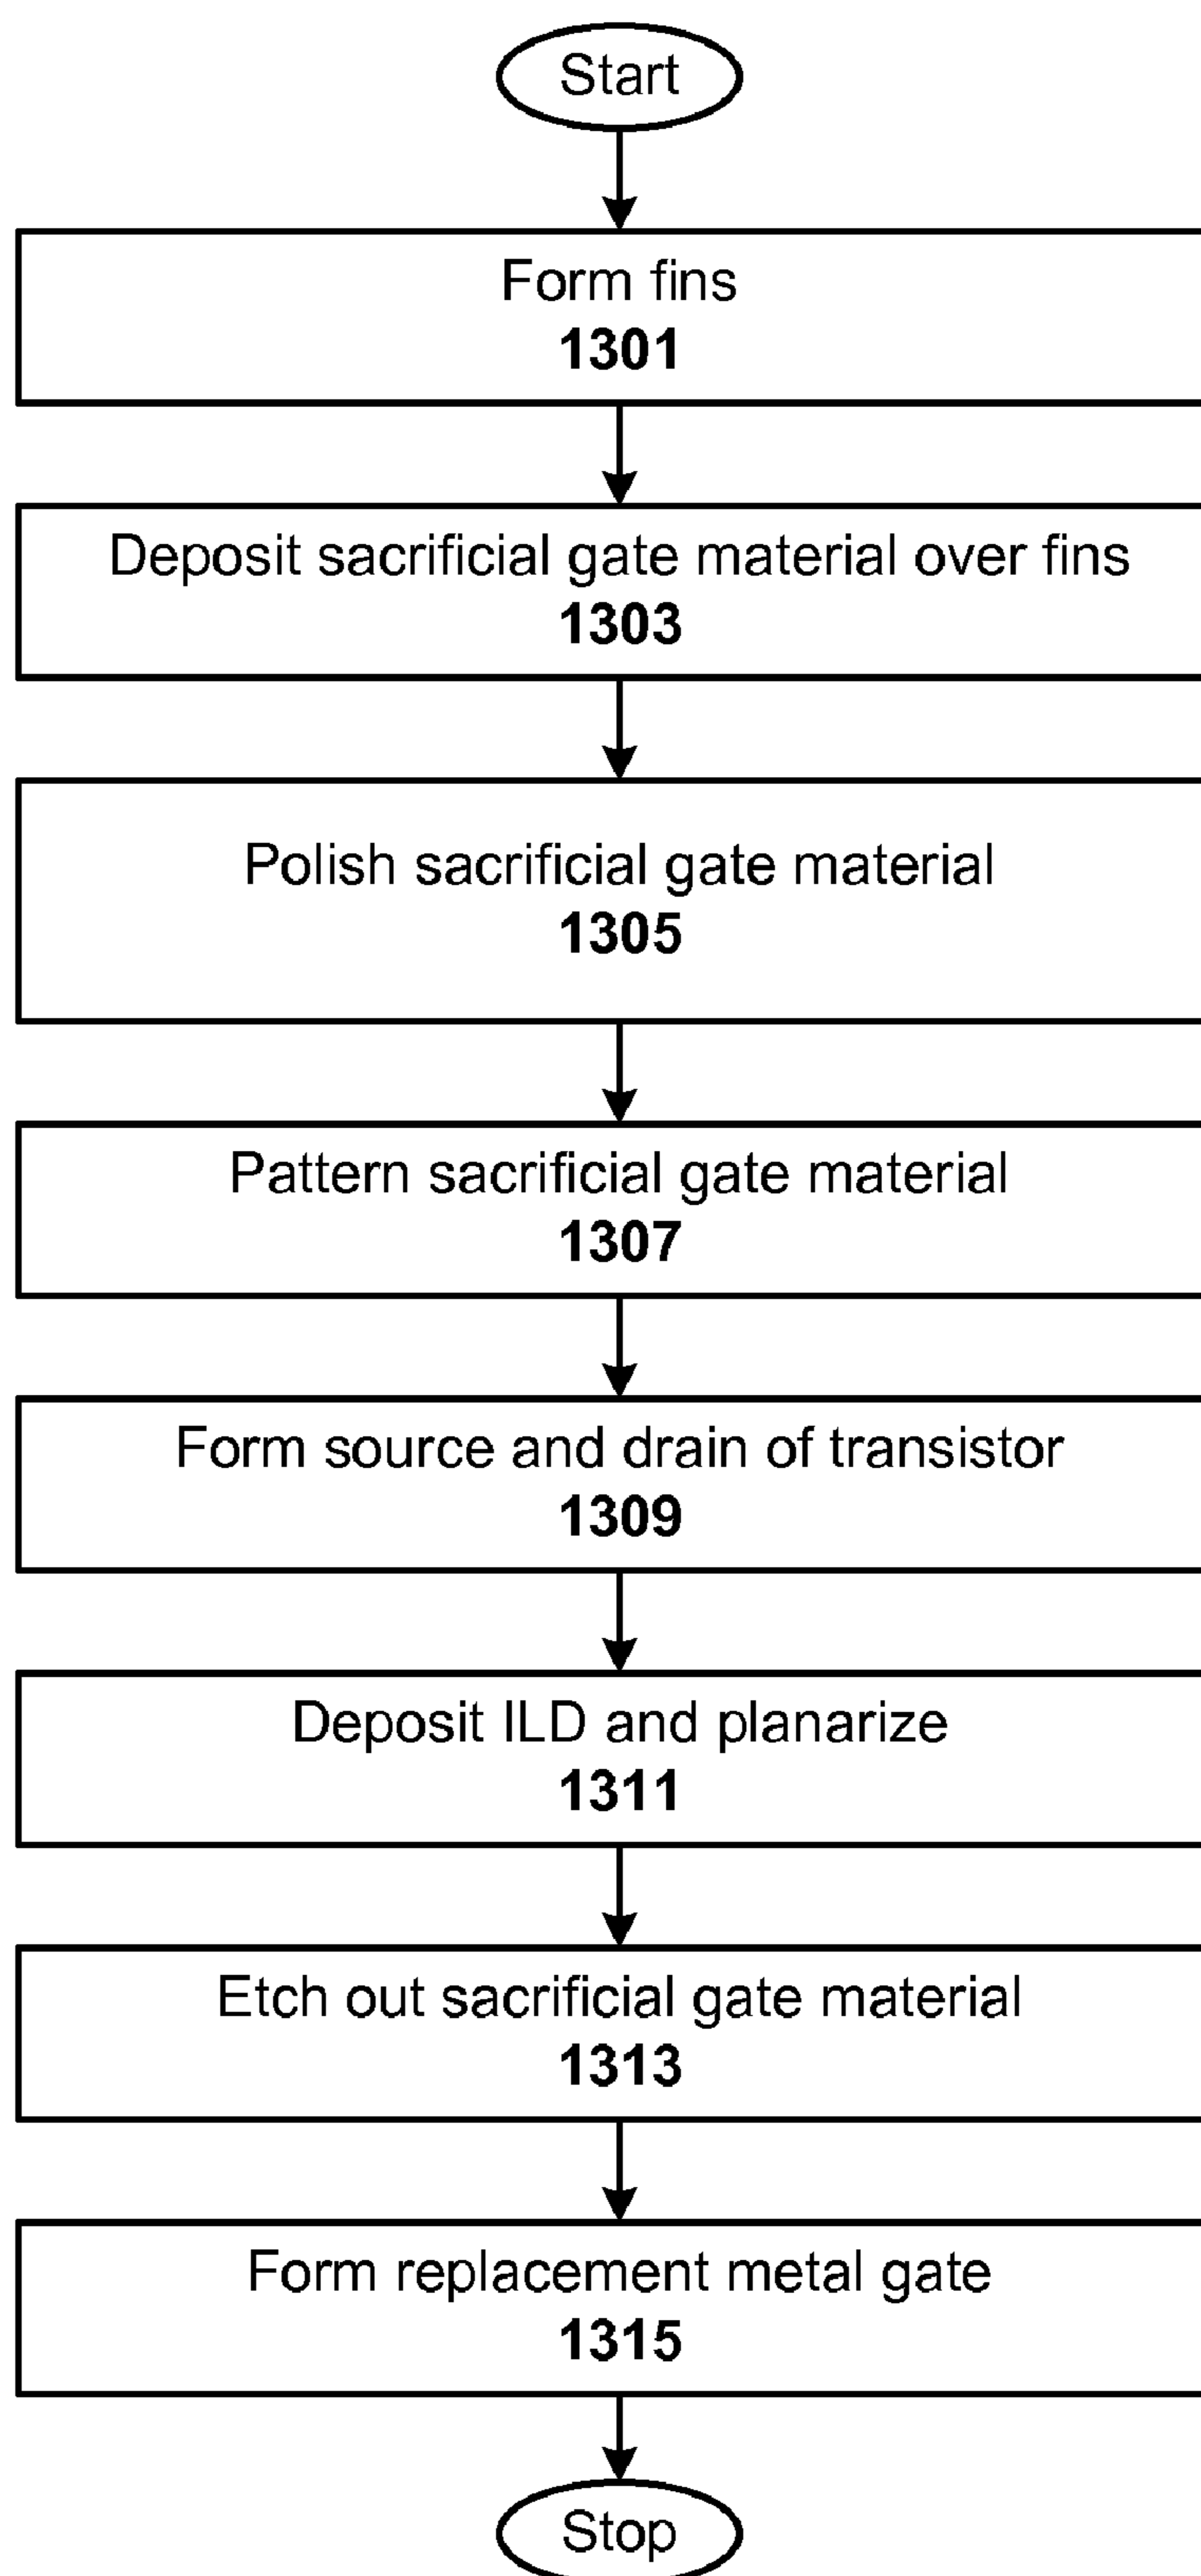 Start
Form fins
1301
Deposit sacrificial gate material over fins
1303
Polish sacrificial gate material
1305
Pattern sacrificial gate material
1307
Form source and drain of transistor
1309
Deposit ILD and planarize
1311
Etch out sacrificial gate material
1313
Form replacement metal gate
1315
Stop